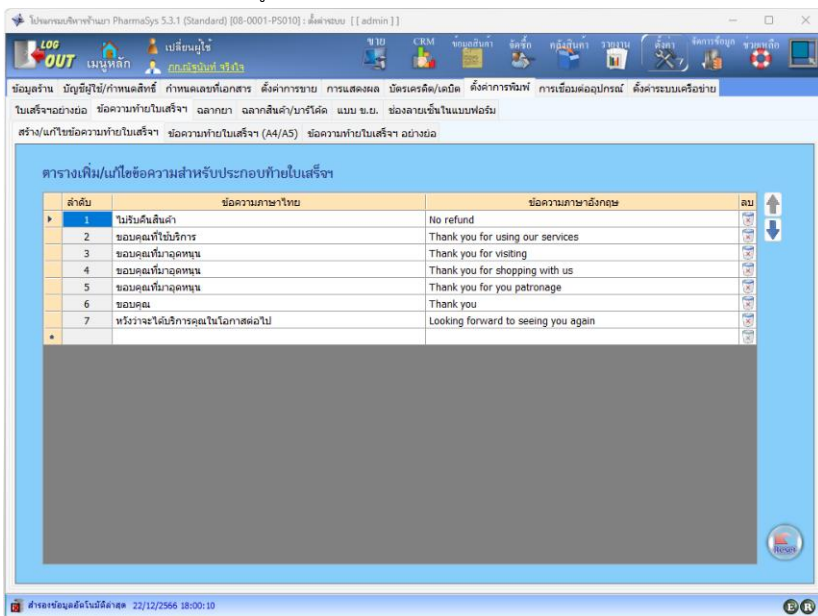 โปรแกรมบริหารร้านยา PharmaSys 5.3.1 (Standard) [08-0001-PS010] : ตั้งค่าระบบ [ [ admin ] ]
LOG OUT เมนูหลัก เปลี่ยนผู้ใช้ ขาย CRM ข้อมูลสินค้า จัดซื้อ คลังสินค้า รายงาน ตั้งค่า จัดการข้อมูล ช่วยเหลือ
ภก.ณัฐนันท์ จริงใจ
ข้อมูลร้าน บัญชีผู้ใช้/กำหนดสิทธิ์ กำหนดเลขที่เอกสาร ตั้งค่าการขาย การแสดงผล บัตรเครดิต/เดบิต ตั้งค่าการพิมพ์ การเชื่อมต่ออุปกรณ์ ตั้งค่าระบบเครือข่าย
ใบเสร็จฯอย่างย่อ ข้อความท้ายใบเสร็จฯ ฉลากยา ฉลากสินค้า/บาร์โค้ด แบบ ข.ย. ช่องลายเซ็นในแบบฟอร์ม
สร้าง/แก้ไขข้อความท้ายใบเสร็จฯ ข้อความท้ายใบเสร็จฯ (A4/A5) ข้อความท้ายใบเสร็จฯ อย่างย่อ
ตารางเพิ่ม/แก้ไขข้อความสำหรับประกอบท้ายใบเสร็จฯ
ลำดับ ข้อความภาษาไทย ข้อความภาษาอังกฤษ ลบ
1 ไม่รับคืนสินค้า No refund
2 ขอบคุณที่ใช้บริการ Thank you for using our services
3 ขอบคุณที่มาอุดหนุน Thank you for visiting
4 ขอบคุณที่มาอุดหนุน Thank you for shopping with us
5 ขอบคุณที่มาอุดหนุน Thank you for you patronage
6 ขอบคุณ Thank you
7 หวังว่าจะได้บริการคุณในโอกาสต่อไป Looking forward to seeing you again
Reset
สำรองข้อมูลอัตโนมัติล่าสุด 22/12/2566 18:00:10 E R